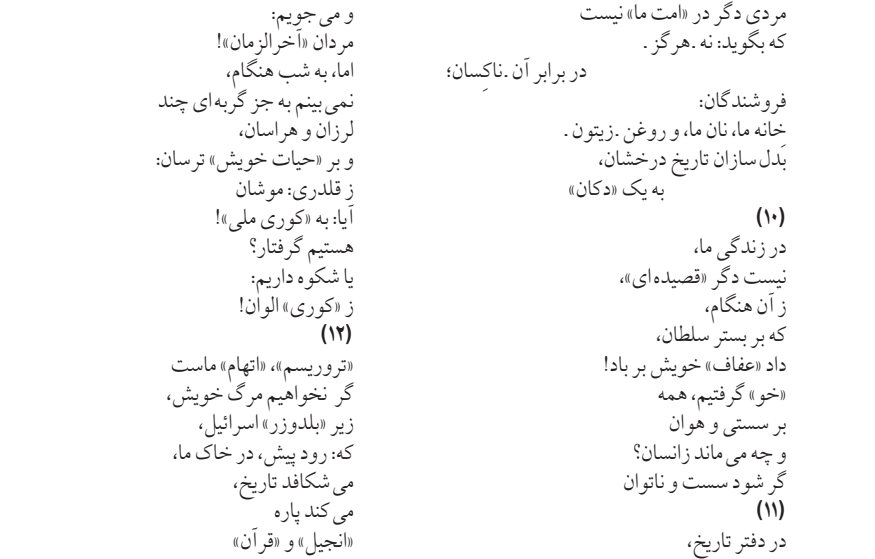 مردی دگر در «امت ما» نیست
که بگوید: نه .هرگز .
در برابر آن .ناکِسان؛
فروشندگان:
خانه ما، نان ما، و روغن .زیتون .
بَدل سازان تاریخ درخشان،
به یک «دکان»
(۱۰)
در زندگی ما،
نیست دگر «قصیده‌ای»،
ز آن هنگام،
که بر بستر سلطان،
داد «عفاف» خویش بر باد!
«خو» گرفتیم، همه
بر سستی و هوان
و چه می ماند زانسان؟
گر شود سست و ناتوان
(۱۱)
در دفتر تاریخ،
و می جویم:
مردان «آخرالزمان»!
اما، به شب هنگام،
نمی بینم به جز گربه ای چند
لرزان و هراسان،
و بر «حیات خویش» ترسان:
ز قلدری: موشان
آیا: به «کوری ملی»!
هستیم گرفتار؟
یا شکوه داریم:
ز «کوری» الوان!
(۱۲)
«تروریسم»، «اتهام» ماست
گر نخواهیم مرگ خویش،
زیر «بلدوزر» اسرائیل،
که: رود پیش، در خاک ما،
می شکافد تاریخ،
می کند پاره
«انجیل» و «قرآن»